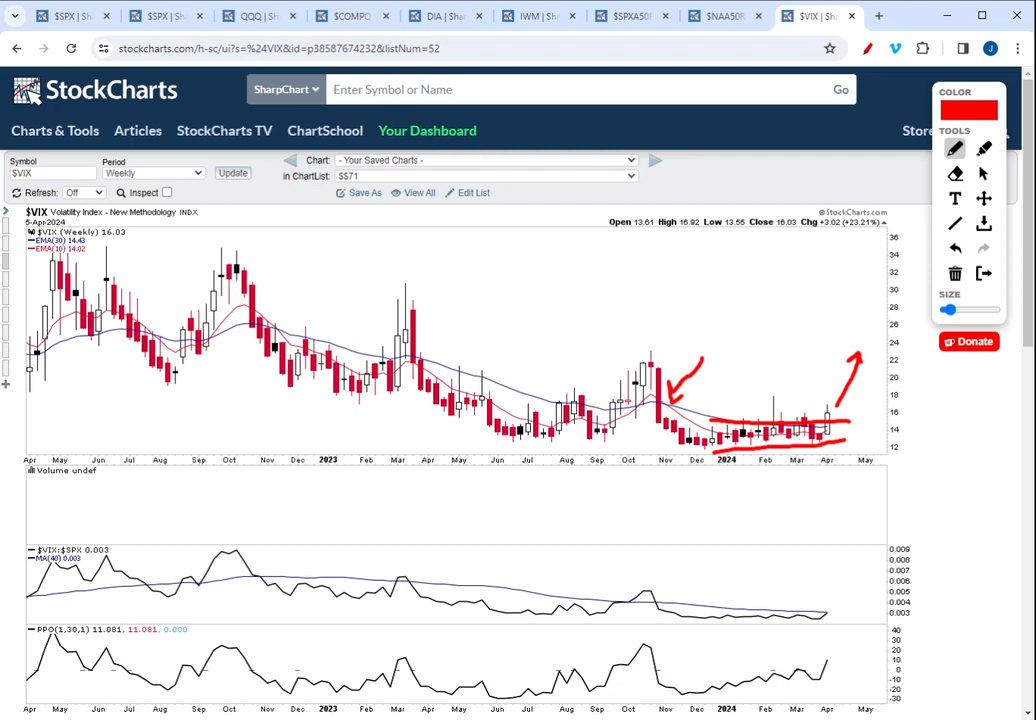 $SPX | Sh
$SPX | Sh
QQQ | Sh
$COMPQ
DIA | Shar
IWM | Shar
$SPXA50R
$NAA50R
$VIX | Sha
stockcharts.com/h-sc/ui?s=%24VIX&id=p38587674232&listNum=52
J
StockCharts
SharpChart
Enter Symbol or Name
Go
Charts & Tools
Articles
StockCharts TV
ChartSchool
Your Dashboard
Store
Symbol
$VIX
Period
Weekly
Update
Chart:
- Your Saved Charts -
in ChartList:
$$71
Refresh:
Off
Inspect
Save As
View All
Edit List
$VIX Volatility Index - New Methodology INDX
© StockCharts.com
5-Apr-2024
Open 13.61 High 16.92 Low 13.55 Close 16.03 Chg +3.02 (+23.21%)
$VIX (Weekly) 16.03
EMA(30) 14.43
EMA(10) 14.02
36
34
32
30
28
26
24
22
20
18
16
14
12
Apr May Jun Jul Aug Sep Oct Nov Dec 2023 Feb Mar Apr May Jun Jul Aug Sep Oct Nov Dec 2024 Feb Mar Apr May
Volume undef
$VIX:$SPX 0.003
MA(40) 0.003
0.009
0.008
0.007
0.006
0.005
0.004
0.003
PPO(1,30,1) 11.081, 11.081, 0.000
40
30
20
10
0
-10
-20
-30
Apr May Jun Jul Aug Sep Oct Nov Dec 2023 Feb Mar Apr May Jun Jul Aug Sep Oct Nov Dec 2024 Feb Mar Apr May
COLOR
TOOLS
T
SIZE
Donate